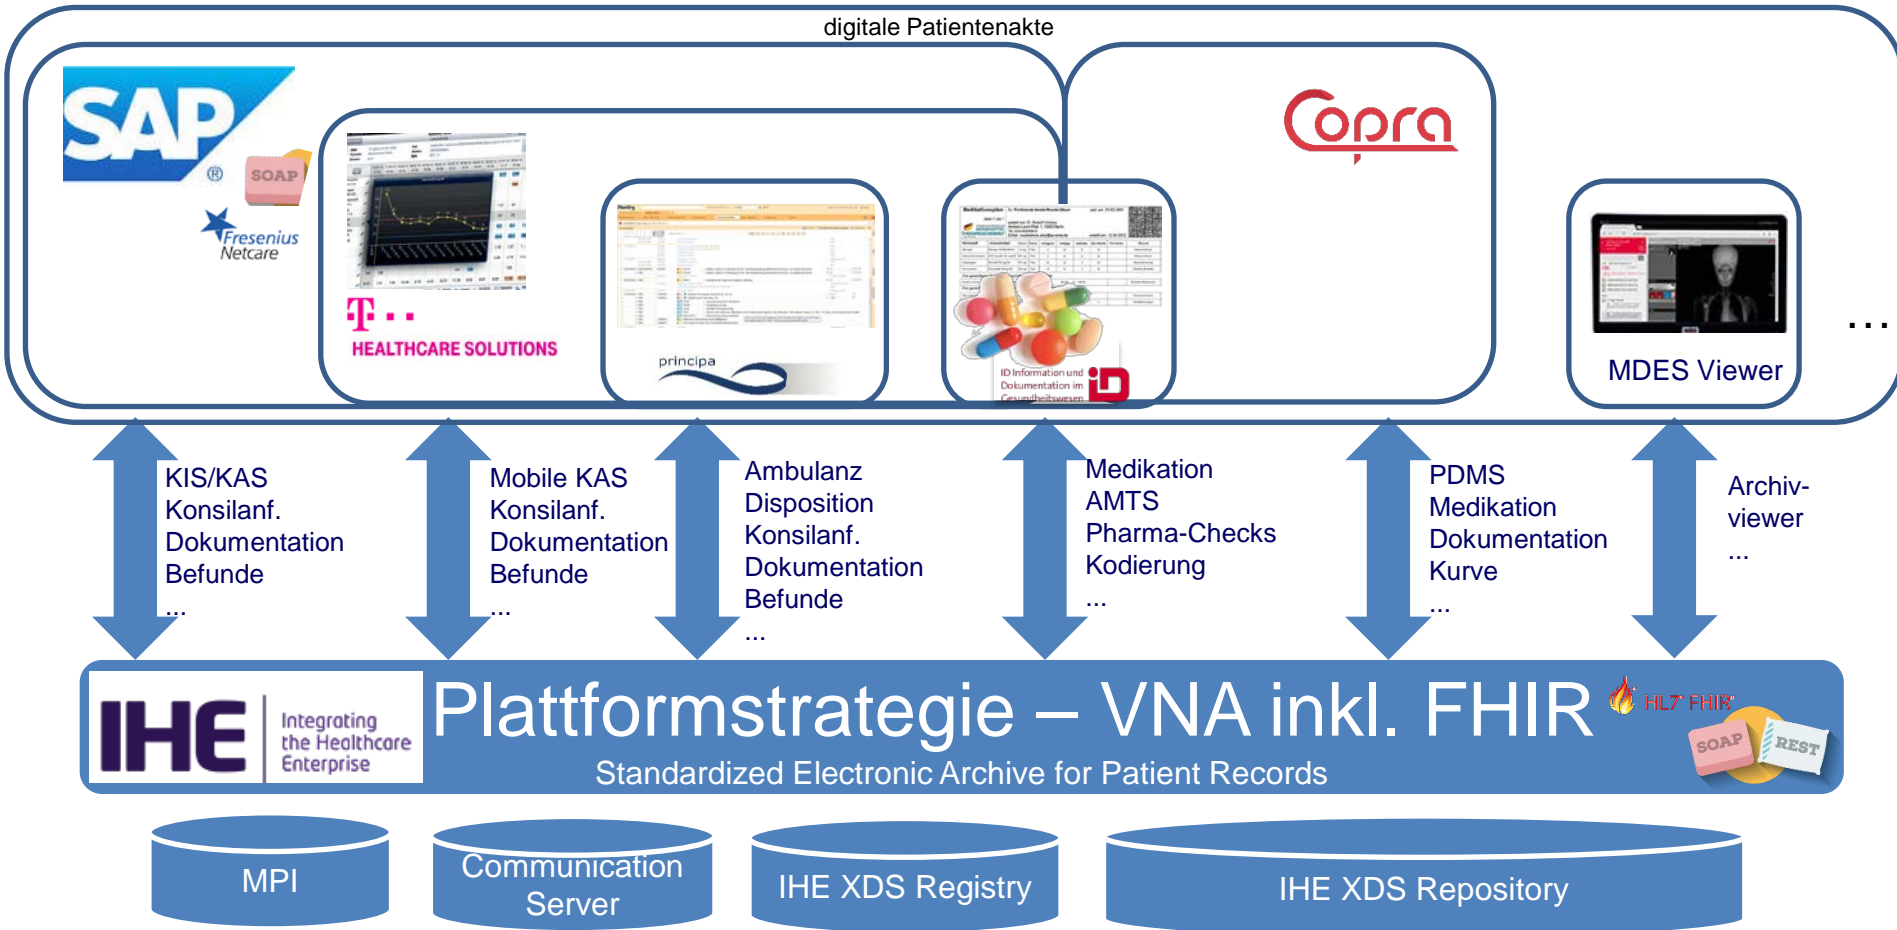 digitale Patientenakte
SAP
®
SOAP
Fresenius
Netcare
T
HEALTHCARE SOLUTIONS
principa
Medikationsplan
ID Information und
Dokumentation im
Gesundheitswesen
iD
Copra
MDES Viewer
...
KIS/KAS
Konsilanf.
Dokumentation
Befunde
...
Mobile KAS
Konsilanf.
Dokumentation
Befunde
...
Ambulanz
Disposition
Konsilanf.
Dokumentation
Befunde
...
Medikation
AMTS
Pharma-Checks
Kodierung
...
PDMS
Medikation
Dokumentation
Kurve
...
Archiv-
viewer
...
IHE
Integrating
the Healthcare
Enterprise
Plattformstrategie – VNA inkl. FHIR
HL7 FHIR
SOAP
REST
Standardized Electronic Archive for Patient Records
MPI
Communication
Server
IHE XDS Registry
IHE XDS Repository